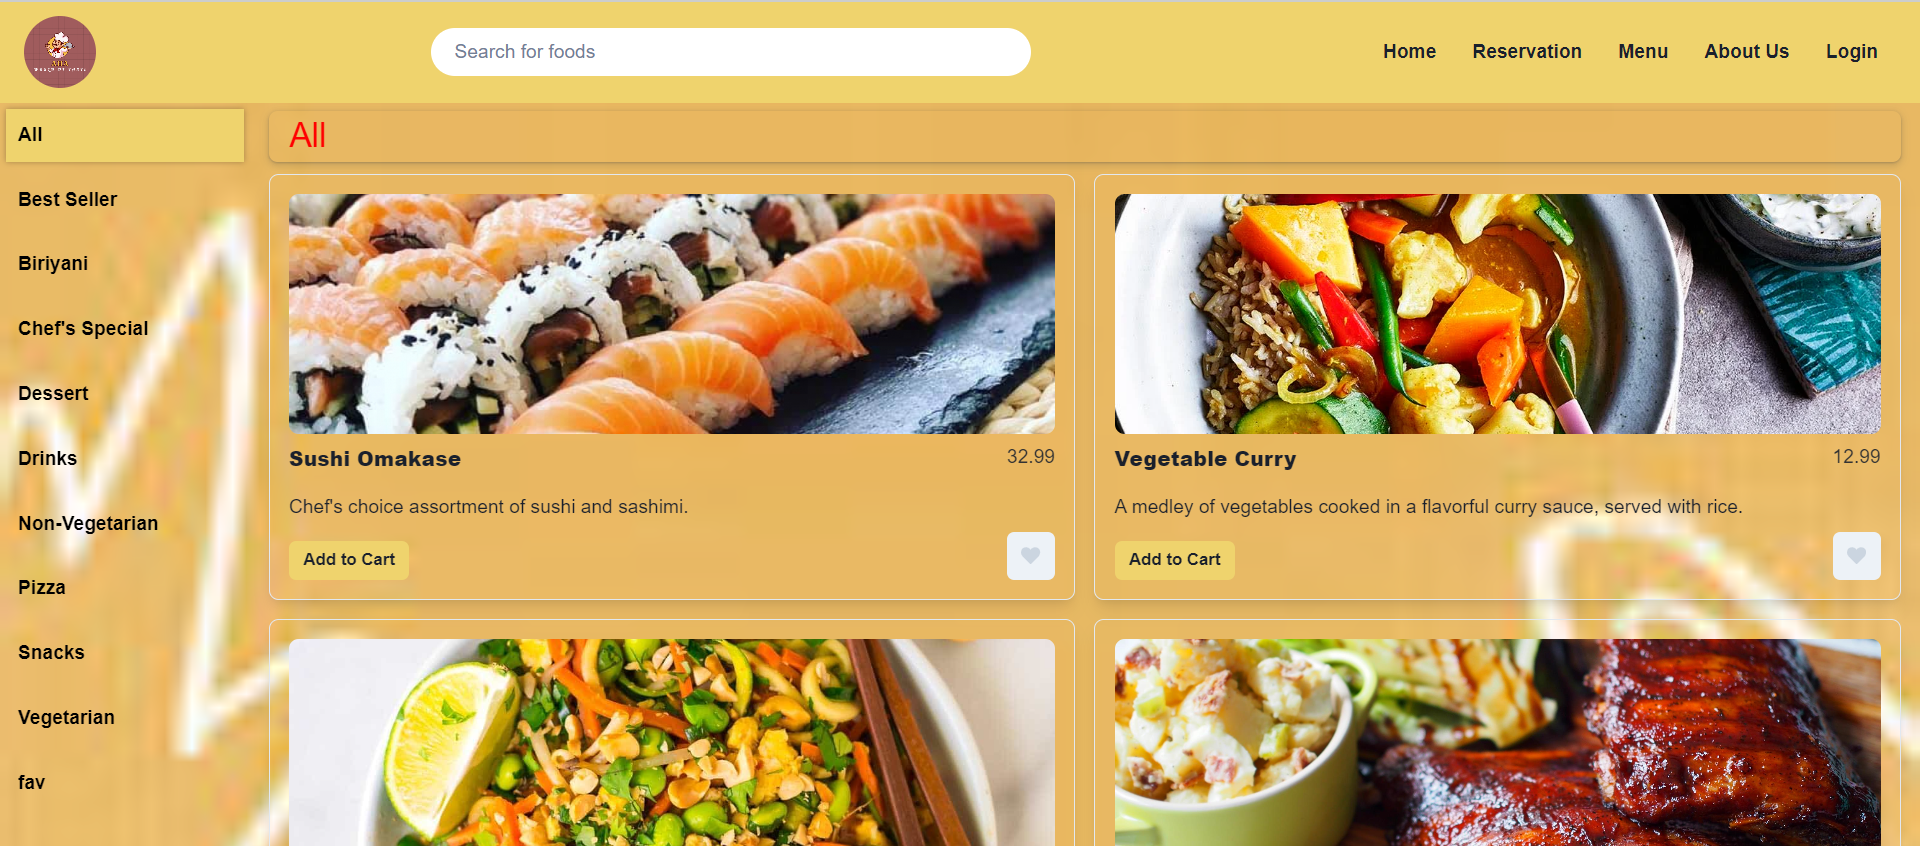 Search for foods
Home
Reservation
Menu
About Us
Login
All
Best Seller
Biriyani
Chef's Special
Dessert
Drinks
Non-Vegetarian
Pizza
Snacks
Vegetarian
fav
All
Sushi Omakase
32.99
Chef's choice assortment of sushi and sashimi.
Add to Cart
Vegetable Curry
12.99
A medley of vegetables cooked in a flavorful curry sauce, served with rice.
Add to Cart